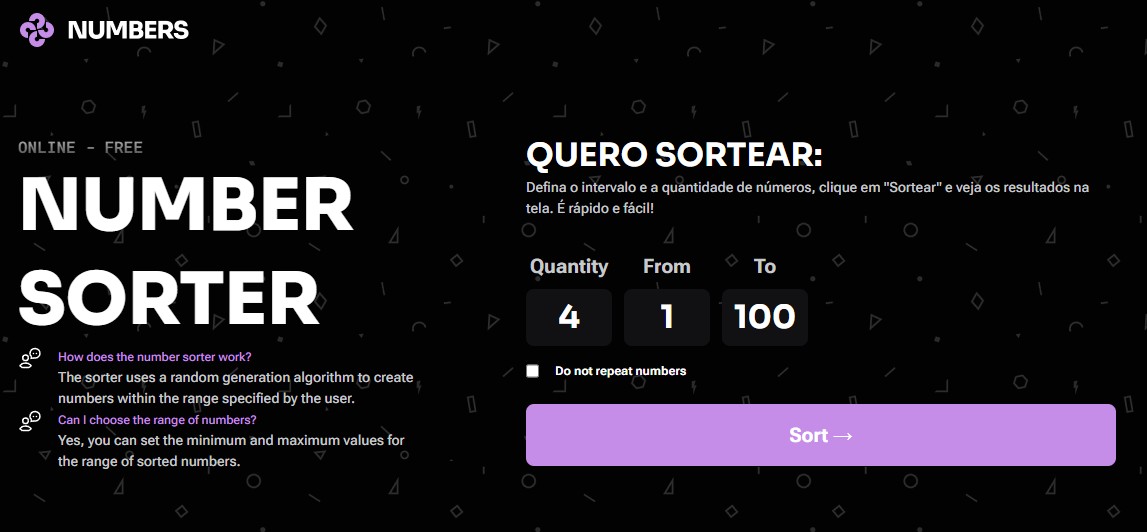 NUMBERS
ONLINE - FREE
NUMBER
SORTER
How does the number sorter work?
The sorter uses a random generation algorithm to create
numbers within the range specified by the user.
Can I choose the range of numbers?
Yes, you can set the minimum and maximum values for
the range of sorted numbers.
QUERO SORTEAR:
Defina o intervalo e a quantidade de números, clique em "Sortear" e veja os resultados na
tela. É rápido e fácil!
Quantity From To
4 1 100
Do not repeat numbers
Sort →